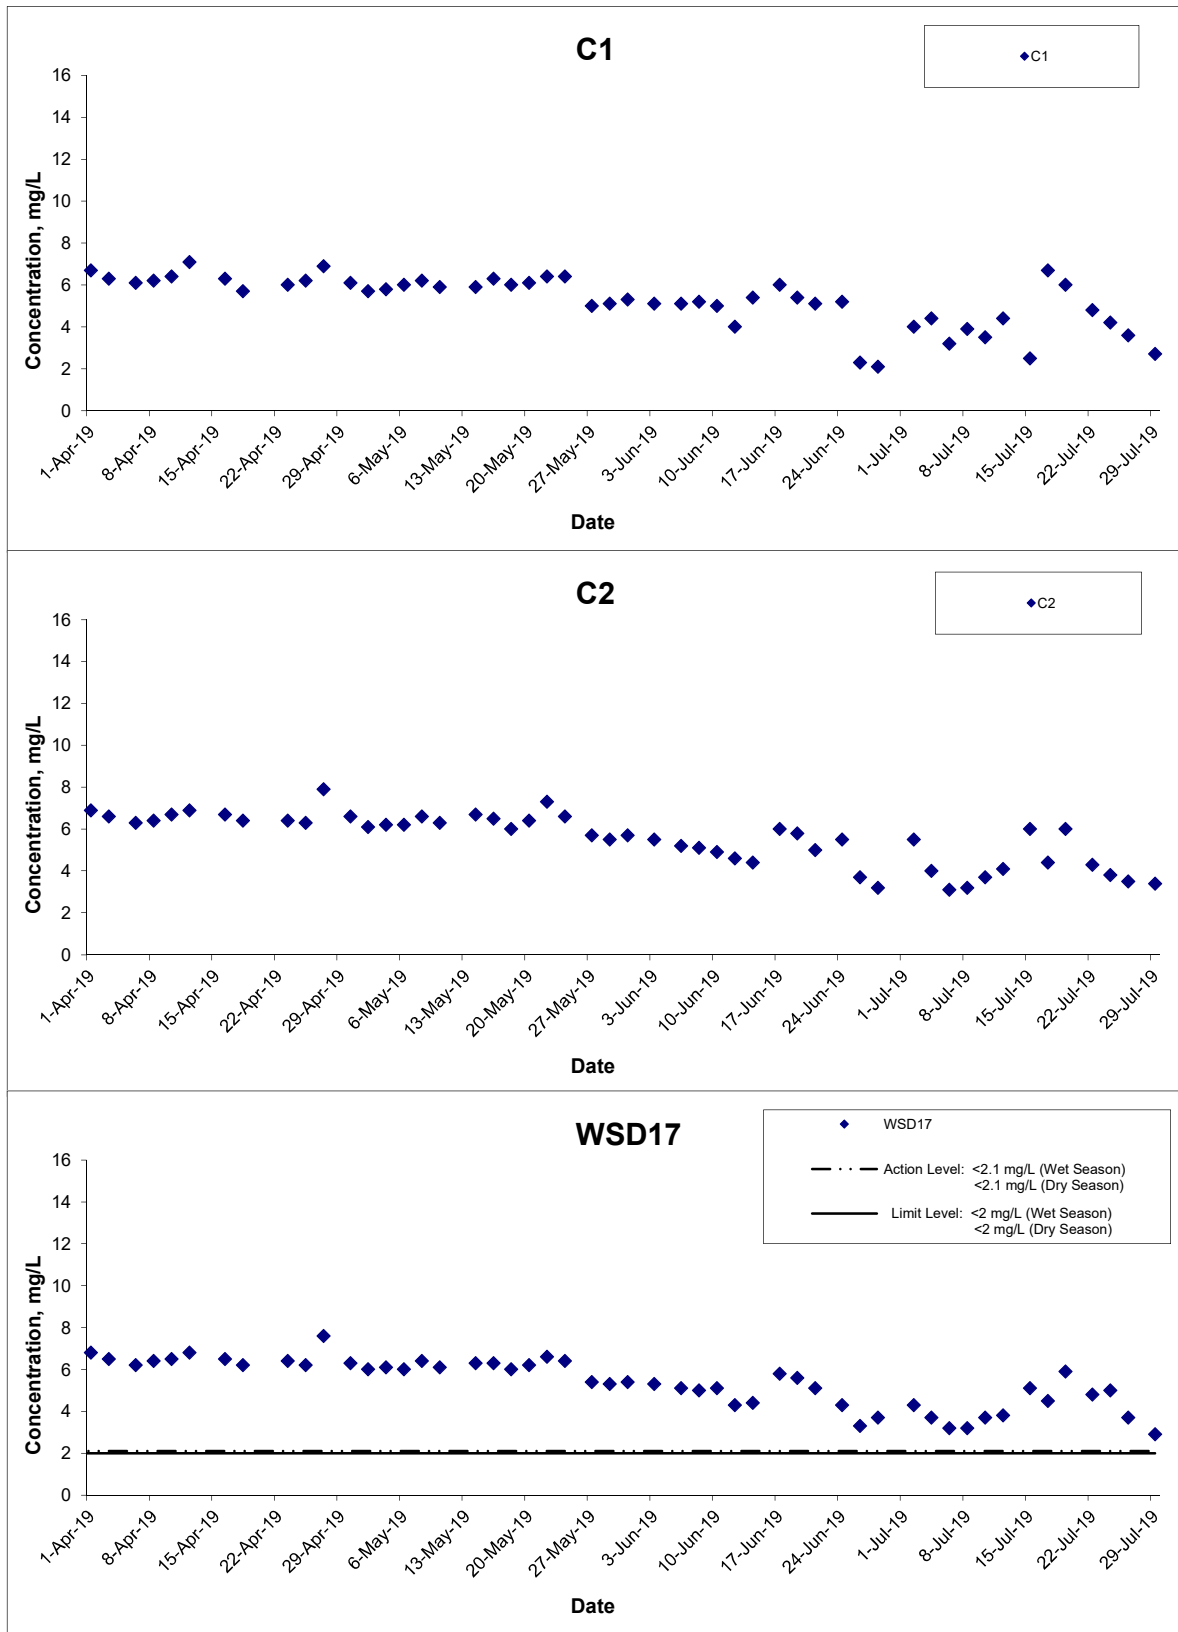 C1
C1
Concentration, mg/L
16
14
12
10
8
6
4
2
0
1-Apr-19
8-Apr-19
15-Apr-19
22-Apr-19
29-Apr-19
6-May-19
13-May-19
20-May-19
27-May-19
3-Jun-19
10-Jun-19
17-Jun-19
24-Jun-19
1-Jul-19
8-Jul-19
15-Jul-19
22-Jul-19
29-Jul-19
Date
C2
C2
Concentration, mg/L
16
14
12
10
8
6
4
2
0
1-Apr-19
8-Apr-19
15-Apr-19
22-Apr-19
29-Apr-19
6-May-19
13-May-19
20-May-19
27-May-19
3-Jun-19
10-Jun-19
17-Jun-19
24-Jun-19
1-Jul-19
8-Jul-19
15-Jul-19
22-Jul-19
29-Jul-19
Date
WSD17
WSD17
Action Level: <2.1 mg/L (Wet Season)
<2.1 mg/L (Dry Season)
Limit Level: <2 mg/L (Wet Season)
<2 mg/L (Dry Season)
Concentration, mg/L
16
14
12
10
8
6
4
2
0
1-Apr-19
8-Apr-19
15-Apr-19
22-Apr-19
29-Apr-19
6-May-19
13-May-19
20-May-19
27-May-19
3-Jun-19
10-Jun-19
17-Jun-19
24-Jun-19
1-Jul-19
8-Jul-19
15-Jul-19
22-Jul-19
29-Jul-19
Date